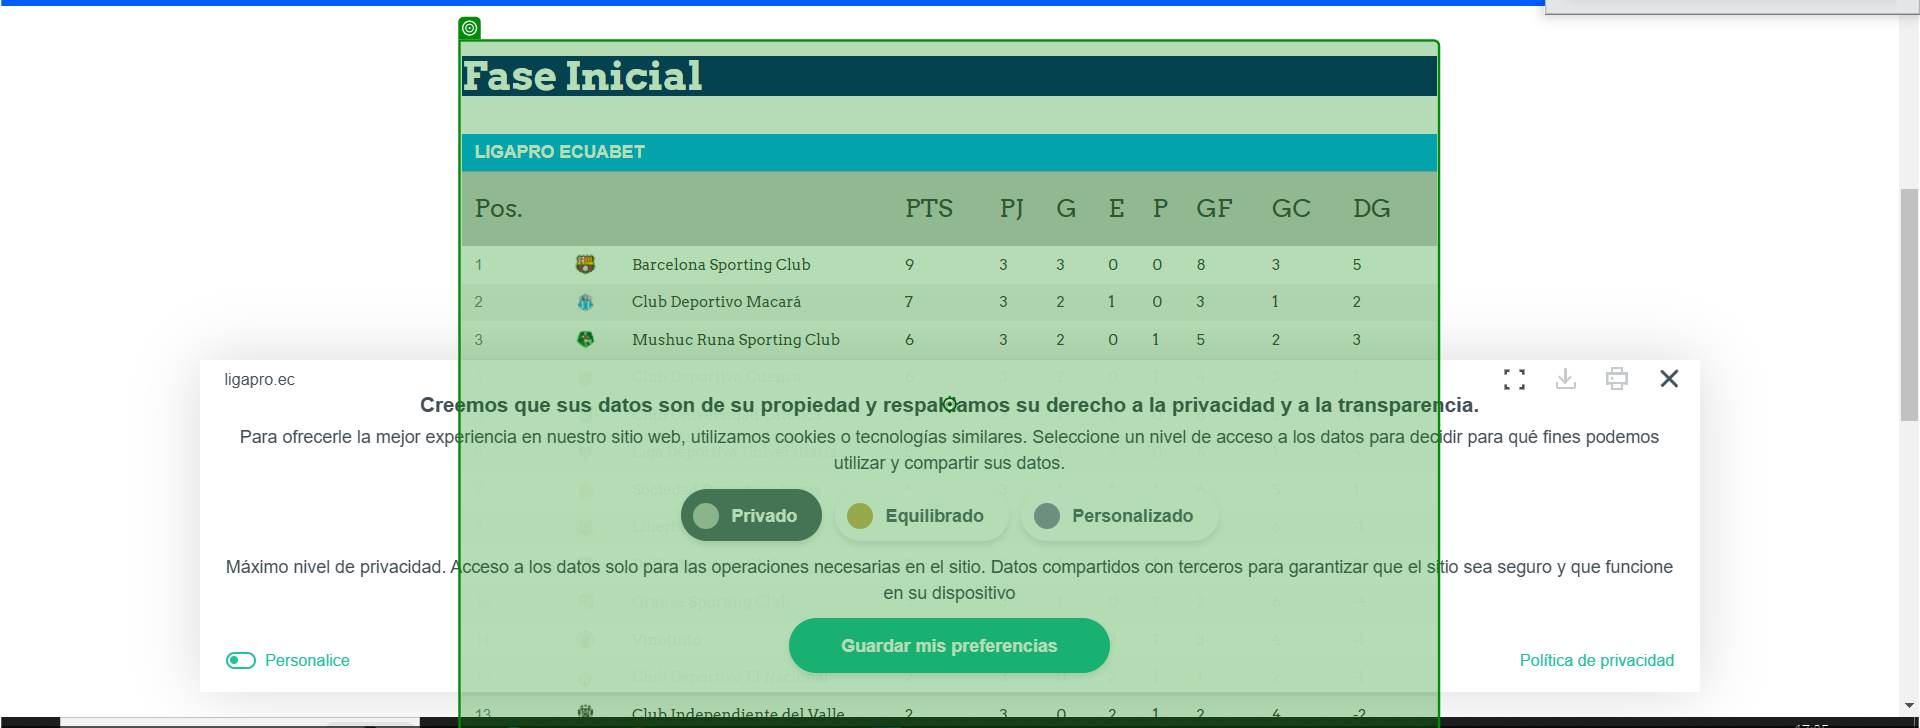 Fase Inicial
LIGAPRO ECUABET
Pos. PTS PJ G E P GF GC DG
1 Barcelona Sporting Club 9 3 3 0 0 8 3 5
2 Club Deportivo Macará 7 3 2 1 0 3 1 2
3 Mushuc Runa Sporting Club 6 3 2 0 1 5 2 3
ligapro.ec
Creemos que sus datos son de su propiedad y respaldamos su derecho a la privacidad y a la transparencia.
Para ofrecerle la mejor experiencia en nuestro sitio web, utilizamos cookies o tecnologías similares. Seleccione un nivel de acceso a los datos para decidir para qué fines podemos
utilizar y compartir sus datos.
Privado Equilibrado Personalizado
Máximo nivel de privacidad. Acceso a los datos solo para las operaciones necesarias en el sitio. Datos compartidos con terceros para garantizar que el sitio sea seguro y que funcione
en su dispositivo
Guardar mis preferencias
Personalice Política de privacidad
13 Club Independiente del Valle 2 3 0 2 1 2 4 -2